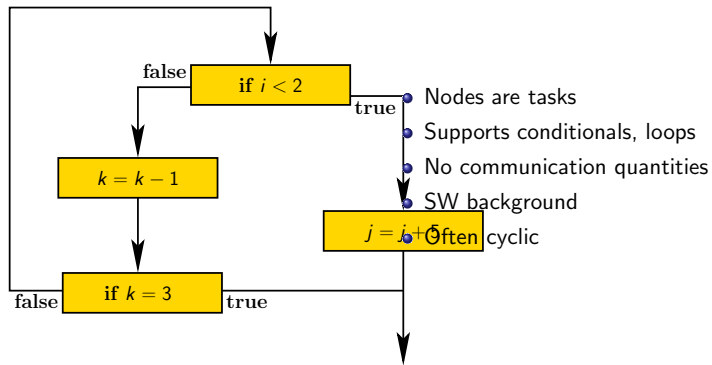 false
if i < 2
true
k = k − 1
j = j + 5
false
if k = 3
true
Nodes are tasks
Supports conditionals, loops
No communication quantities
SW background
Often cyclic